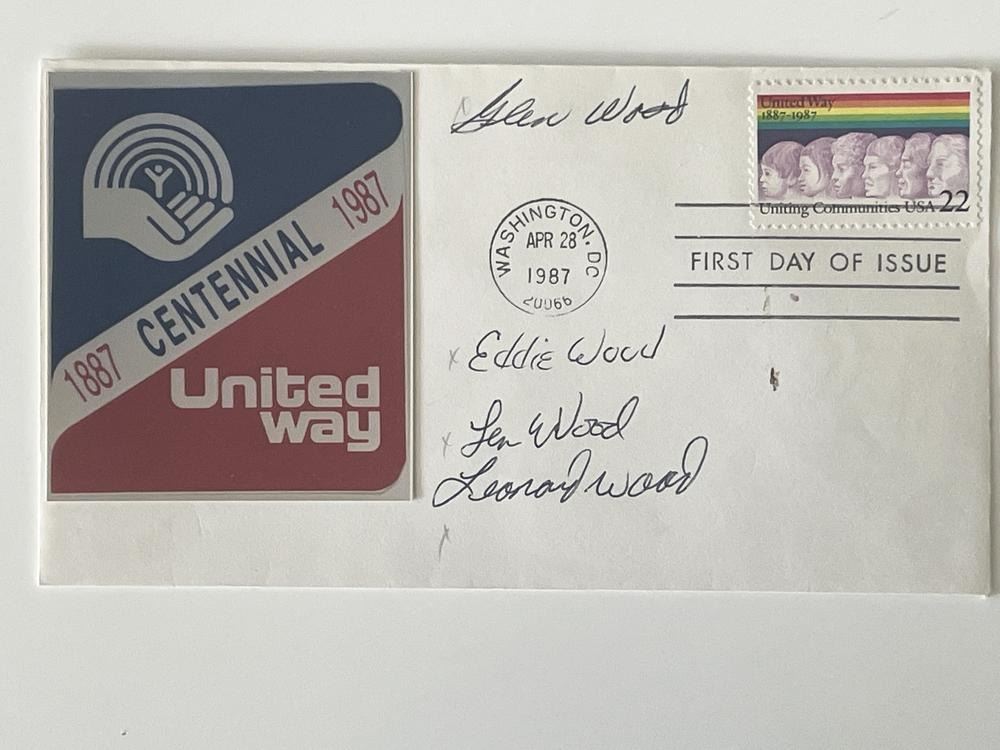 Glen Wood
United Way
1887-1987
Uniting Communities USA 22
WASHINGTON, DC
APR 28
1987
20066
FIRST DAY OF ISSUE
1887 CENTENNIAL 1987
United
way
x Eddie Wood
x Len Wood
Leonard Wood
x